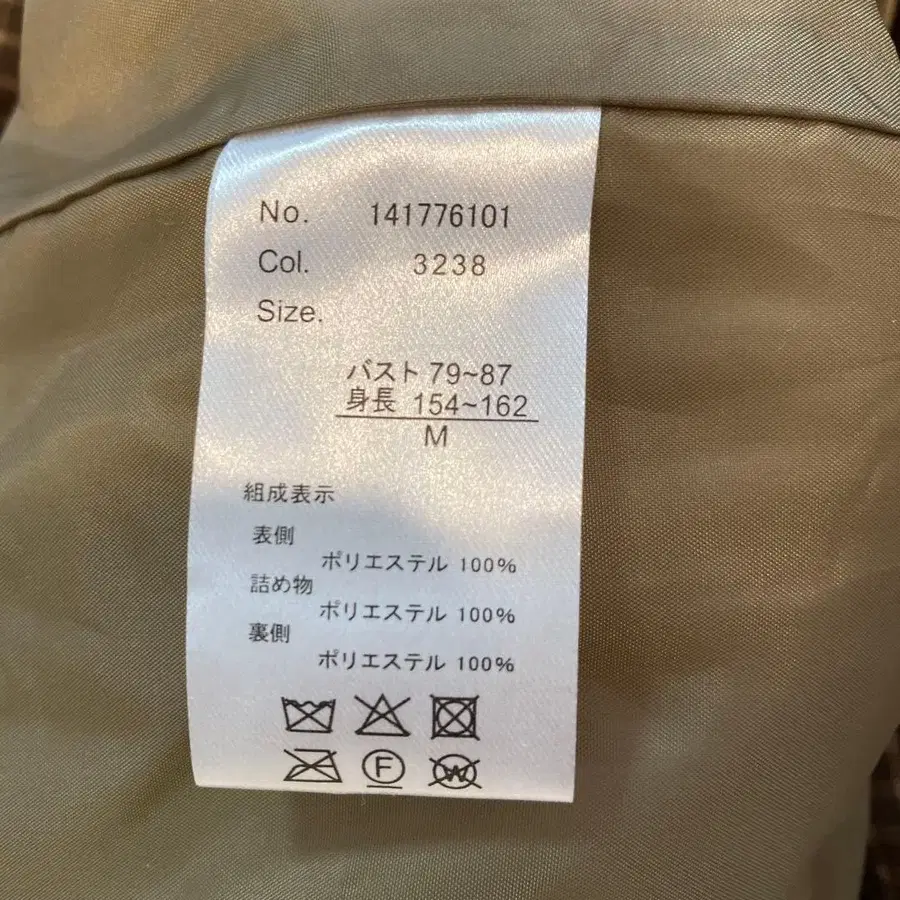 No. 141776101
Col. 3238
Size.
バスト 79~87
身長 154~162
M
組成表示
表側
ポリエステル 100%
詰め物
ポリエステル 100%
裏側
ポリエステル 100%
F W